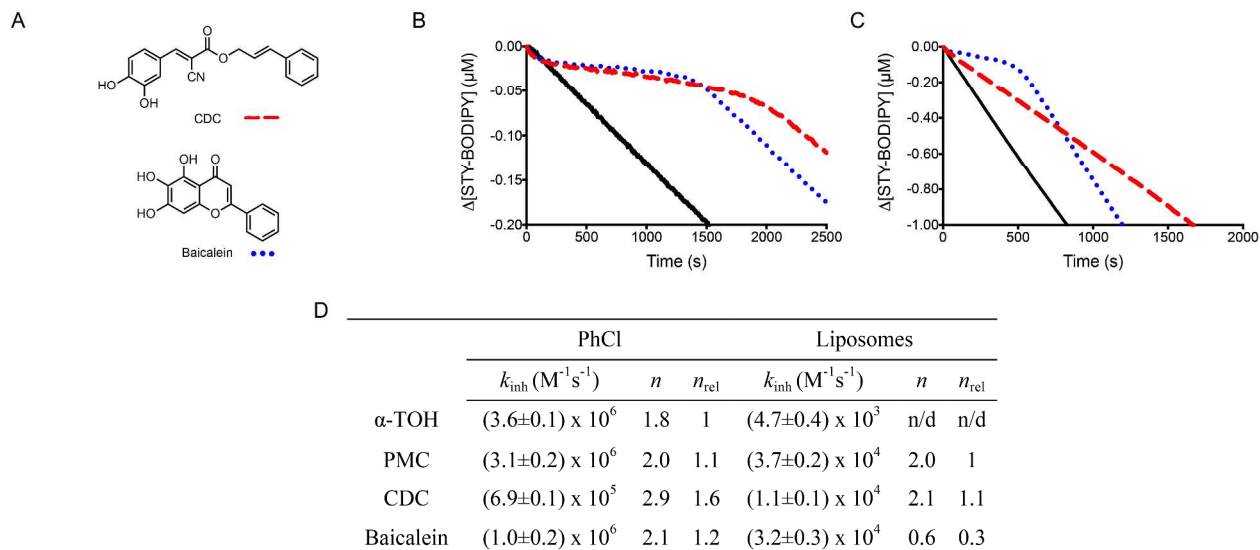 A
B
C
O
O
CN
HO
HO
CDC
OH
O
HO
HO
O
Baicalein
Δ[STY-BODIPY] (µM)
0.00
-0.05
-0.10
-0.15
-0.20
0
500
1000
1500
2000
2500
Time (s)
Δ[STY-BODIPY] (µM)
0.00
-0.20
-0.40
-0.60
-0.80
-1.00
0
500
1000
1500
2000
Time (s)
D
PhCl Liposomes
kinh (M⁻¹s⁻¹) n nrel kinh (M⁻¹s⁻¹) n nrel
α-TOH (3.6±0.1) x 10⁶ 1.8 1 (4.7±0.4) x 10³ n/d n/d
PMC (3.1±0.2) x 10⁶ 2.0 1.1 (3.7±0.2) x 10⁴ 2.0 1
CDC (6.9±0.1) x 10⁵ 2.9 1.6 (1.1±0.1) x 10⁴ 2.1 1.1
Baicalein (1.0±0.2) x 10⁶ 2.1 1.2 (3.2±0.3) x 10⁴ 0.6 0.3